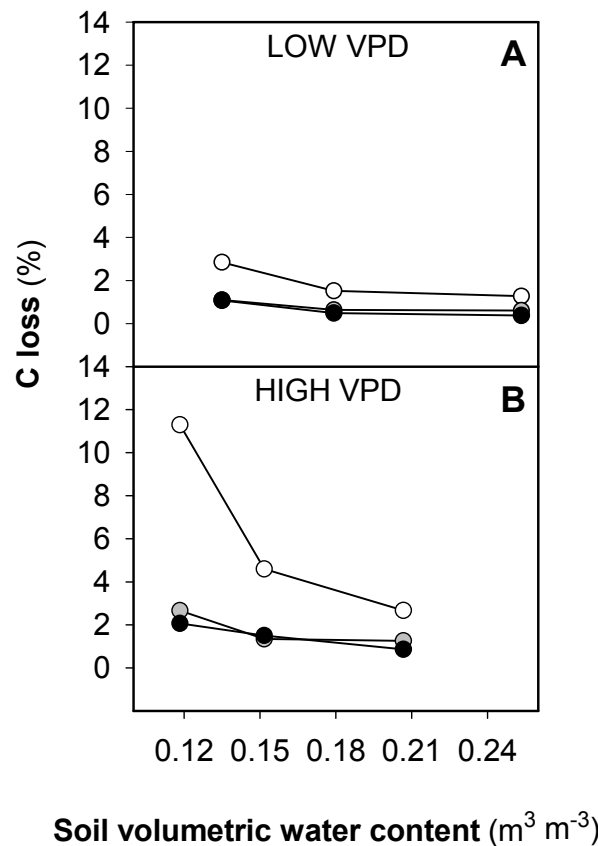 LOW VPD
A
14
12
10
8
6
4
2
0
C loss (%)
HIGH VPD
B
14
12
10
8
6
4
2
0
0.12 0.15 0.18 0.21 0.24
Soil volumetric water content (m³ m⁻³)